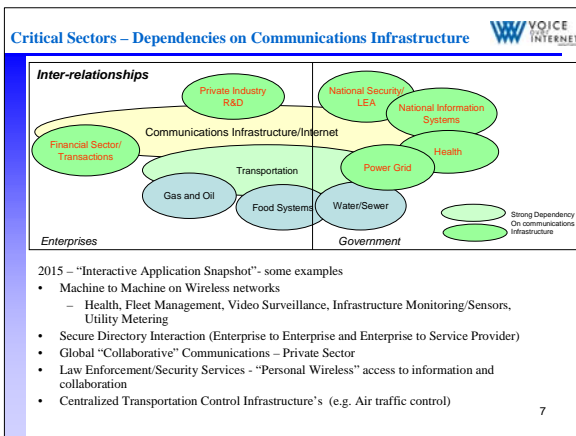 Critical Sectors – Dependencies on Communications Infrastructure
VOICE
OVER
INTERNET
Inter-relationships
Private Industry
R&D
National Security/
LEA
National Information
Systems
Communications Infrastructure/Internet
Financial Sector/
Transactions
Health
Transportation
Power Grid
Gas and Oil
Food Systems
Water/Sewer
Strong Dependency
On communications
Infrastructure
Enterprises
Government
2015 – “Interactive Application Snapshot”- some examples
• Machine to Machine on Wireless networks
– Health, Fleet Management, Video Surveillance, Infrastructure Monitoring/Sensors,
Utility Metering
• Secure Directory Interaction (Enterprise to Enterprise and Enterprise to Service Provider)
• Global “Collaborative” Communications – Private Sector
• Law Enforcement/Security Services - “Personal Wireless” access to information and
collaboration
• Centralized Transportation Control Infrastructure’s (e.g. Air traffic control)
7